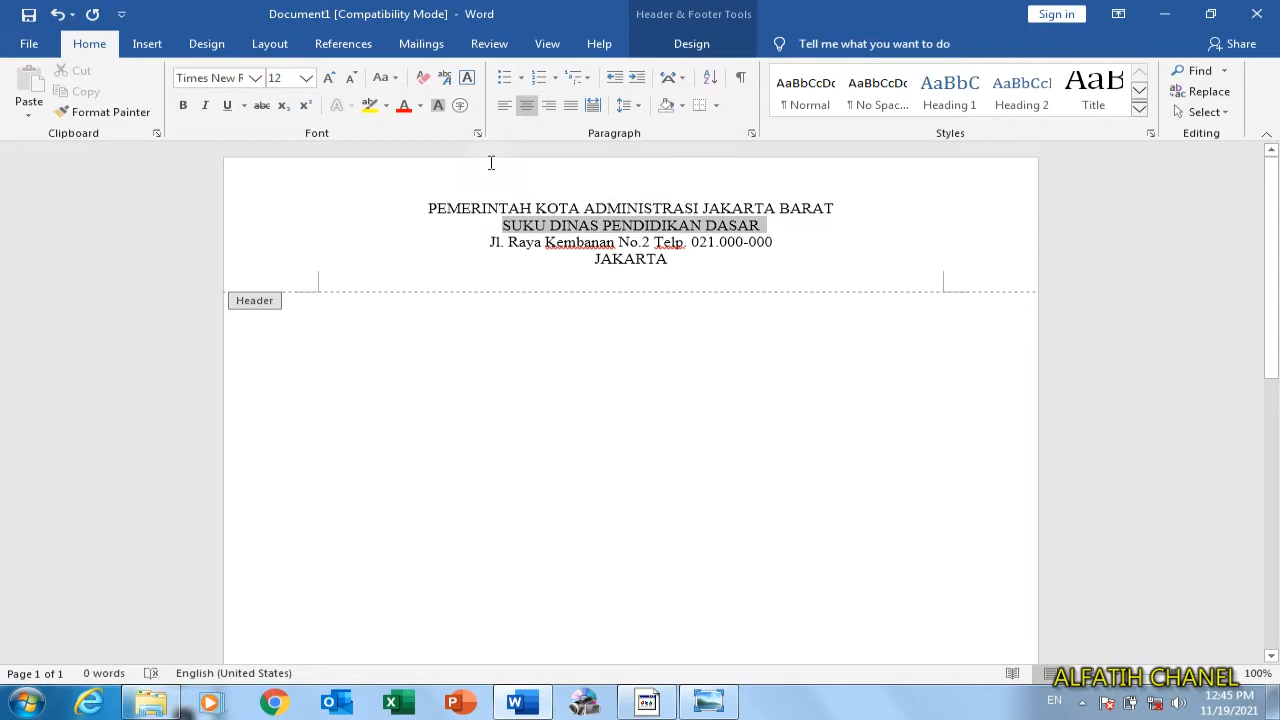 Document1 [Compatibility Mode] - Word
Header & Footer Tools
Sign in
File Home Insert Design Layout References Mailings Review View Help Design Tell me what you want to do Share
Cut
Copy
Format Painter
Paste
Clipboard
Times New R 12
Font
Paragraph
AaBbCcDc ¶ Normal
AaBbCcDc ¶ No Spac...
AaBbC Heading 1
AaBbCcI Heading 2
AaB Title
Styles
Find
Replace
Select
Editing
PEMERINTAH KOTA ADMINISTRASI JAKARTA BARAT
SUKU DINAS PENDIDIKAN DASAR
Jl. Raya Kembanan No.2 Telp. 021.000-000
JAKARTA
Header
Page 1 of 1 0 words English (United States) 100%
ALFATIH CHANEL
EN 12:45 PM
11/19/2021